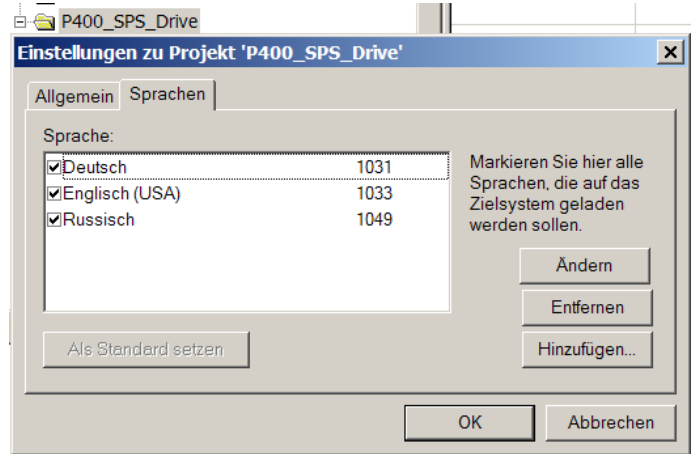 P400_SPS_Drive
Einstellungen zu Projekt 'P400_SPS_Drive'
Allgemein Sprachen
Sprache:
Deutsch 1031
Englisch (USA) 1033
Russisch 1049
Markieren Sie hier alle
Sprachen, die auf das
Zielsystem geladen
werden sollen.
Ändern
Entfernen
Hinzufügen...
Als Standard setzen
OK Abbrechen